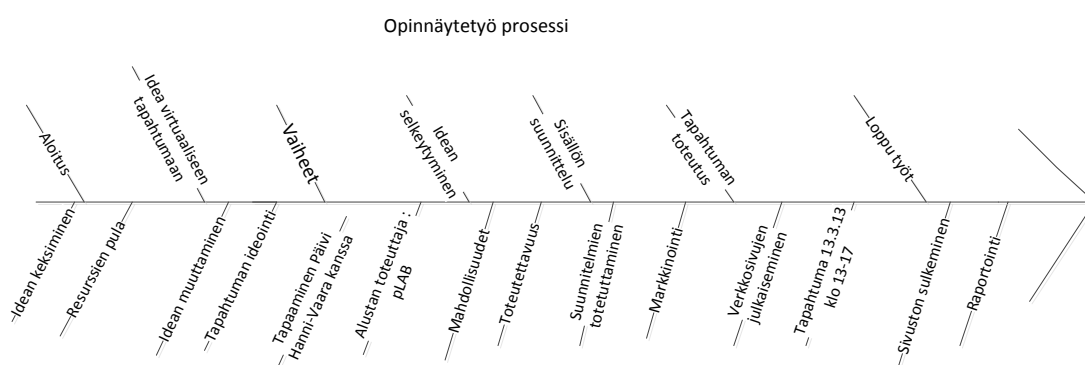 Opinnäytetyö prosessi
Aloitus
Idea virtuaaliseen
tapahtumaan
Vaiheet
Idean
selkeytyminen
Sisällön
suunnittelu
Tapahtuman
toteutus
Loppu työt
Idean keksiminen
Resurssien pula
Idean muuttaminen
Tapahtuman ideointi
Tapaaminen Päivi
Hanni-Vaara kanssa
Alustan toteuttaja :
pLAB
Mahdollisuudet
Toteutettavuus
Suunnitelmien
totetuttaminen
Markkinointi
Verkkosivujen
julkaiseminen
Tapahtuma 13.3.13
klo 13-17
Sivuston sulkeminen
Raportointi